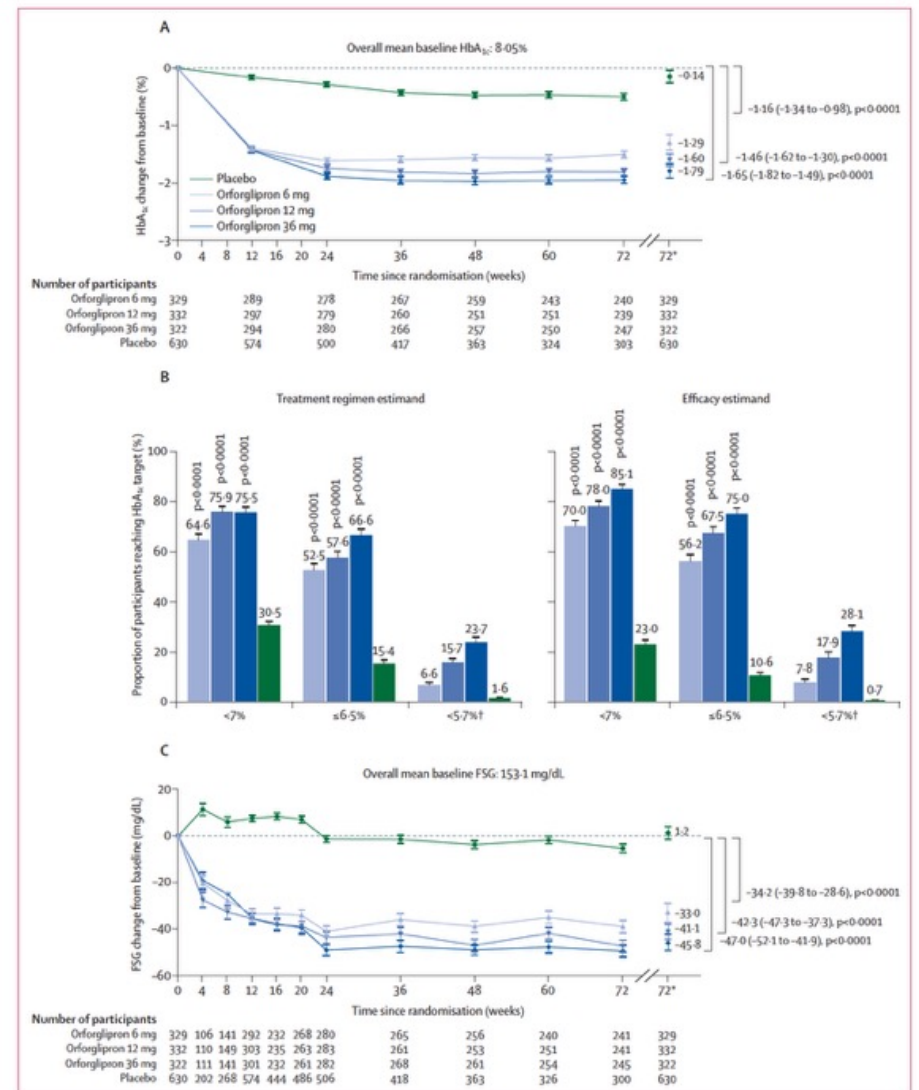 A
Overall mean baseline HbA1c: 8·05%
HbA1c change from baseline (%)
0
−1
−2
−3
Placebo
Orforglipron 6 mg
Orforglipron 12 mg
Orforglipron 36 mg
−0·14
−1·29
−1·60
−1·79
−1·16 (−1·34 to −0·98), p<0·0001
−1·46 (−1·62 to −1·30), p<0·0001
−1·65 (−1·82 to −1·49), p<0·0001
0 4 8 12 16 20 24 36 48 60 72 72*
Time since randomisation (weeks)
Number of participants
Orforglipron 6 mg 329 289 278 267 259 243 240 329
Orforglipron 12 mg 332 297 279 260 251 251 239 332
Orforglipron 36 mg 322 294 280 266 257 250 247 322
Placebo 630 574 500 417 363 324 303 630
B
Treatment regimen estimand
Efficacy estimand
Proportion of participants reaching HbA1c target (%)
100
80
60
40
20
0
p<0·0001 p<0·0001 p<0·0001
64·6 75·9 75·5 30·5
p<0·0001 p<0·0001 p<0·0001
52·5 57·6 66·6 15·4
6·6 15·7 23·7 1·6
<7% ≤6·5% <5·7%†
p<0·0001 p<0·0001 p<0·0001
70·0 78·0 85·1 23·0
p<0·0001 p<0·0001 p<0·0001
56·2 67·5 75·0 10·6
7·8 17·9 28·1 0·7
<7% ≤6·5% <5·7%†
C
Overall mean baseline FSG: 153·1 mg/dL
FSG change from baseline (mg/dL)
20
0
−20
−40
−60
1·2
−33·0
−41·1
−45·8
−34·2 (−39·8 to −28·6), p<0·0001
−42·3 (−47·3 to −37·3), p<0·0001
−47·0 (−52·1 to −41·9), p<0·0001
0 4 8 12 16 20 24 36 48 60 72 72*
Time since randomisation (weeks)
Number of participants
Orforglipron 6 mg 329 106 141 292 232 268 280 265 256 240 241 329
Orforglipron 12 mg 332 110 149 303 235 263 283 261 253 251 241 332
Orforglipron 36 mg 322 111 141 301 232 261 282 268 261 254 245 322
Placebo 630 202 268 574 444 486 506 418 363 326 300 630